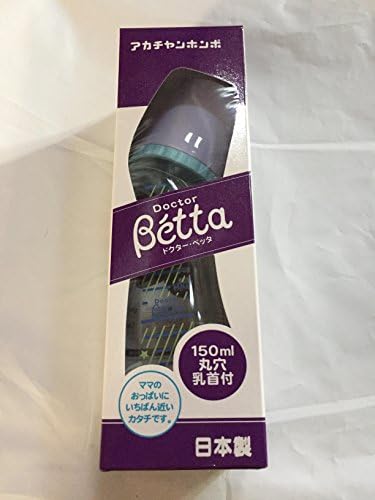 アカチャンホンポ
Doctor
Bétta
ドクター・ベッタ
150ml
丸穴
乳首付
ママの
おっぱいに
いちばん近い
カタチです。
日本製